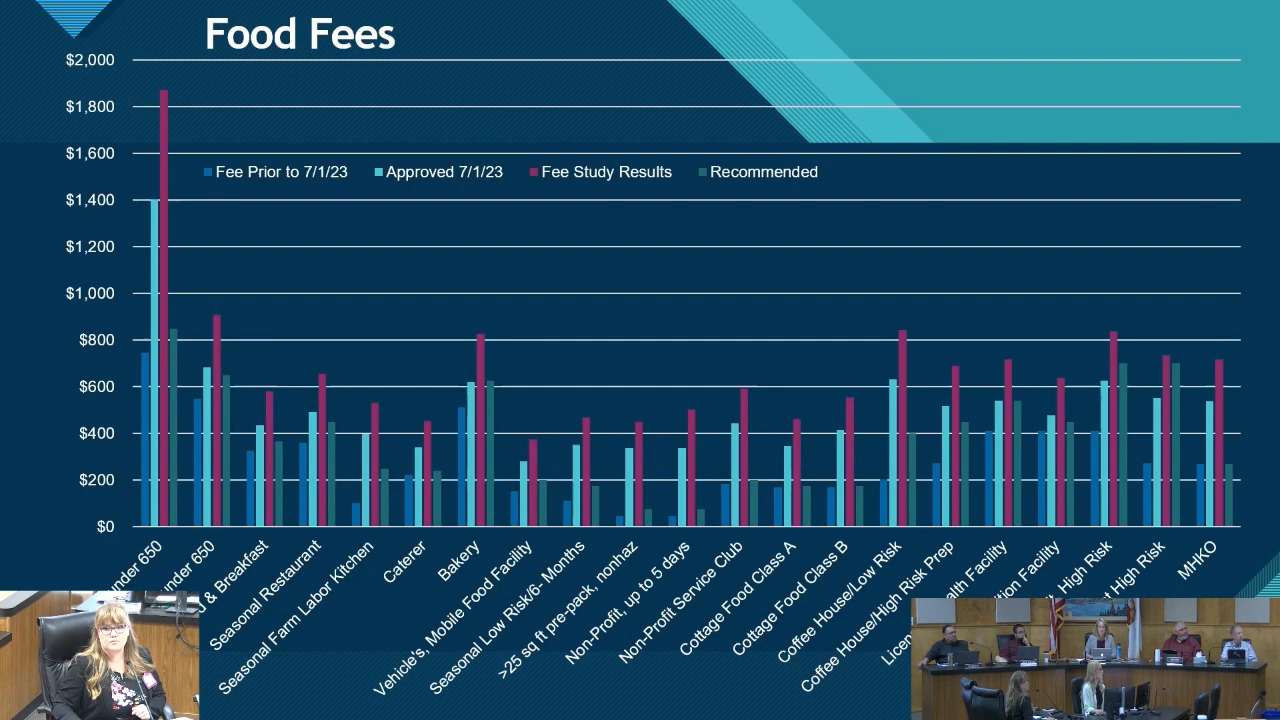 Food Fees
$2,000
$1,800
$1,600
Fee Prior to 7/1/23 Approved 7/1/23 Fee Study Results Recommended
$1,400
$1,200
$1,000
$800
$600
$400
$200
$0
under 650
under 650
& Breakfast
Seasonal Restaurant
Seasonal Farm Labor Kitchen
Caterer
Bakery
Vehicle's, Mobile Food Facility
Seasonal Low Risk/6- Months
>25 sq ft pre-pack, nonhaz
Non-Profit, up to 5 days
Non-Profit Service Club
Cottage Food Class A
Cottage Food Class B
Coffee House/Low Risk
Coffee House/High Risk Prep
Facility
Facility
High Risk
High Risk
MHKO